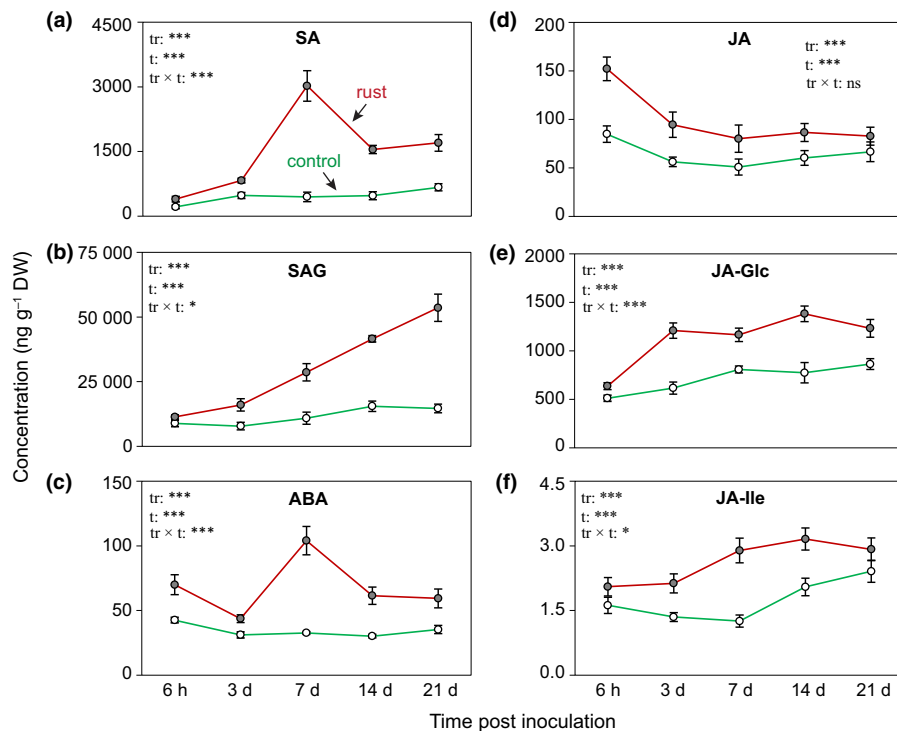 Concentration (ng g⁻¹ DW)
(a)
SA
tr: ***
t: ***
tr × t: ***
rust
control
4500
3000
1500
0
(b)
SAG
tr: ***
t: ***
tr × t: *
75 000
50 000
25 000
0
(c)
ABA
tr: ***
t: ***
tr × t: ***
150
100
50
0
6 h 3 d 7 d 14 d 21 d
(d)
JA
tr: ***
t: ***
tr × t: ns
200
150
100
50
0
(e)
JA-Glc
tr: ***
t: ***
tr × t: ***
2000
1500
1000
500
0
(f)
JA-Ile
tr: ***
t: ***
tr × t: *
4.5
3.0
1.5
0.0
6 h 3 d 7 d 14 d 21 d
Time post inoculation